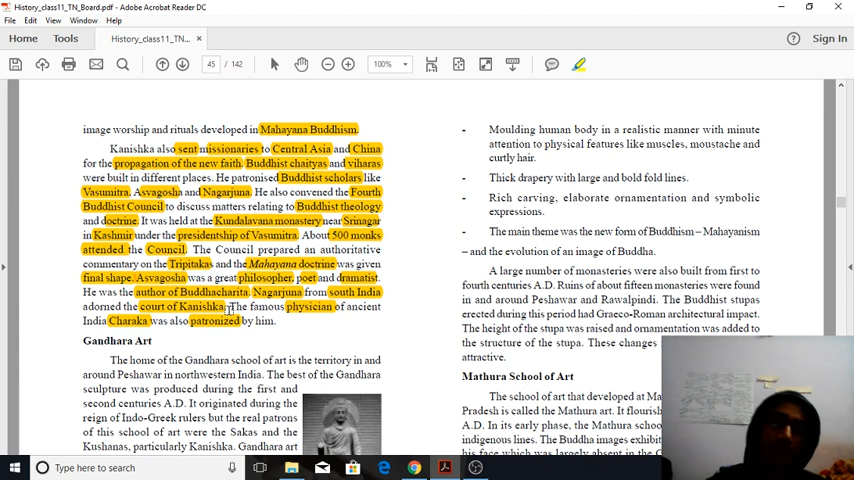 History_class11_TN_Board.pdf - Adobe Acrobat Reader DC
File Edit View Window Help
Home Tools History_class11_TN... × Sign In
45 / 142 100%
image worship and rituals developed in Mahayana Buddhism.
Kanishka also sent missionaries to Central Asia and China
for the propagation of the new faith. Buddhist chaityas and viharas
were built in different places. He patronised Buddhist scholars like
Vasumitra, Asvagosha and Nagarjuna. He also convened the Fourth
Buddhist Council to discuss matters relating to Buddhist theology
and doctrine. It was held at the Kundalavana monastery near Srinagar
in Kashmir under the presidentship of Vasumitra. About 500 monks
attended the Council. The Council prepared an authoritative
commentary on the Tripitakas and the Mahayana doctrine was given
final shape. Asvagosha was a great philosopher, poet and dramatist.
He was the author of Buddhacharita. Nagarjuna from south India
adorned the court of Kanishka. The famous physician of ancient
India Charaka was also patronized by him.
Gandhara Art
The home of the Gandhara school of art is the territory in and
around Peshawar in northwestern India. The best of the Gandhara
sculpture was produced during the first and
second centuries A.D. It originated during the
reign of Indo-Greek rulers but the real patrons
of this school of art were the Sakas and the
Kushanas, particularly Kanishka. Gandhara art
- Moulding human body in a realistic manner with minute
attention to physical features like muscles, moustache and
curtly hair.
- Thick drapery with large and bold fold lines.
- Rich carving, elaborate ornamentation and symbolic
expressions.
- The main theme was the new form of Buddhism – Mahayanism
– and the evolution of an image of Buddha.
A large number of monasteries were also built from first to
fourth centuries A.D. Ruins of about fifteen monasteries were found
in and around Peshawar and Rawalpindi. The Buddhist stupas
erected during this period had Graeco-Roman architectural impact.
The height of the stupa was raised and ornamentation was added to
the structure of the stupa. These changes
attractive.
Mathura School of Art
The school of art that developed at
Pradesh is called the Mathura art. It
A.D. In its early phase, the Mathura
indigenous lines. The Buddha images
his face which was largely absent in the
Type here to search